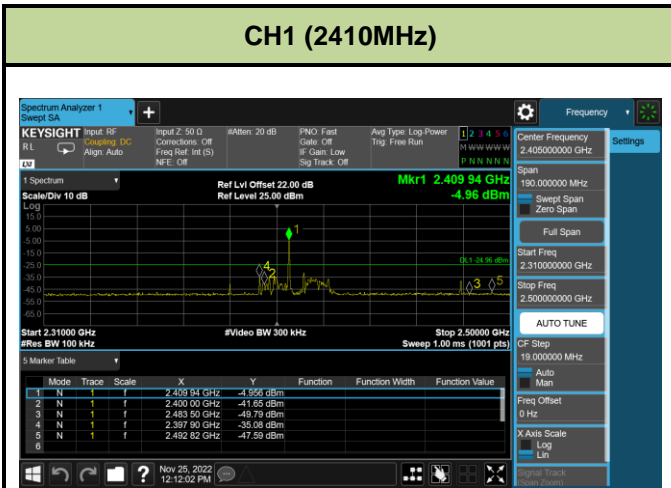 CH1 (2410MHz)
Spectrum Analyzer 1
Swept SA
+
Frequency
KEYSIGHT Input: RF Input Z: 50 Ω #Atten: 20 dB PNO: Fast Avg Type: Log-Power 1 2 3 4 5 6
R L Coupling: DC Corrections: Off Gate: Off Trig: Free Run M W W W W W
Align: Auto Freq Ref: Int (S) IF Gain: Low P N N N N N
NFE: Off Sig Track: Off
Center Frequency
2.405000000 GHz
Settings
1 Spectrum
Ref Lvl Offset 22.00 dB Mkr1 2.409 94 GHz
Scale/Div 10 dB Ref Level 25.00 dBm -4.96 dBm
Log
15.0
5.00
-5.00
-15.0
-25.0
-35.0
-45.0
-55.0
-65.0
1
DL1 -24.96 dBm
4
2
3
5
Start 2.31000 GHz #Video BW 300 kHz Stop 2.50000 GHz
#Res BW 100 kHz Sweep 1.00 ms (1001 pts)
Span
190.000000 MHz
Swept Span
Zero Span
Full Span
Start Freq
2.310000000 GHz
Stop Freq
2.500000000 GHz
AUTO TUNE
CF Step
19.000000 MHz
Auto
Man
Freq Offset
0 Hz
X Axis Scale
Log
Lin
Signal Track
(Span Zoom)
5 Marker Table
Mode Trace Scale X Y Function Function Width Function Value
1 N 1 f 2.409 94 GHz -4.956 dBm
2 N 1 f 2.400 00 GHz -41.65 dBm
3 N 1 f 2.483 50 GHz -49.79 dBm
4 N 1 f 2.397 90 GHz -35.08 dBm
5 N 1 f 2.492 82 GHz -47.59 dBm
6
? Nov 25, 2022
12:12:02 PM